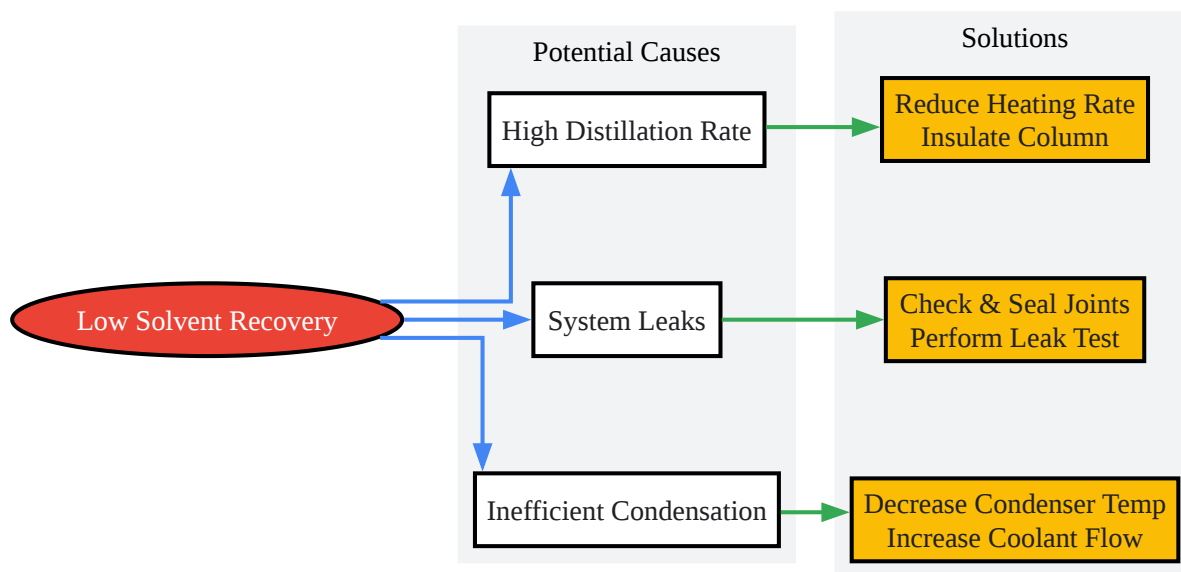 Potential Causes
Solutions
High Distillation Rate
Reduce Heating Rate
Insulate Column
Low Solvent Recovery
System Leaks
Check & Seal Joints
Perform Leak Test
Inefficient Condensation
Decrease Condenser Temp
Increase Coolant Flow